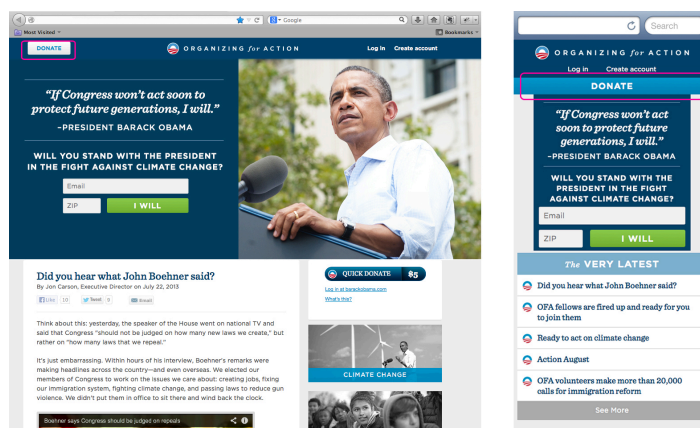 Google
Most Visited
Bookmarks
DONATE
ORGANIZING for ACTION
Log in Create account
“If Congress won’t act soon to
protect future generations, I will.”
–PRESIDENT BARACK OBAMA
WILL YOU STAND WITH THE PRESIDENT
IN THE FIGHT AGAINST CLIMATE CHANGE?
Email
ZIP I WILL
Did you hear what John Boehner said?
By Jon Carson, Executive Director on July 22, 2013
Like 10 Tweet 9 Email
Think about this: yesterday, the speaker of the House went on national TV and
said that Congress "should not be judged on how many new laws we create," but
rather on "how many laws that we repeal."
It's just embarrassing. Within hours of his interview, Boehner's remarks were
making headlines across the country—and even overseas. We elected our
members of Congress to work on the issues we care about: creating jobs, fixing
our immigration system, fighting climate change, and passing laws to reduce gun
violence. We didn't put them in office to sit there and wind back the clock.
Boehner says Congress should be judged on repeals
QUICK DONATE $5
Log in at barackobama.com
What's this?
CLIMATE CHANGE
Search
ORGANIZING for ACTION
Log in Create account
DONATE
“If Congress won’t act
soon to protect future
generations, I will.”
–PRESIDENT BARACK OBAMA
WILL YOU STAND WITH THE
PRESIDENT IN THE FIGHT
AGAINST CLIMATE CHANGE?
Email
ZIP I WILL
The VERY LATEST
Did you hear what John Boehner said?
OFA fellows are fired up and ready for you
to join them
Ready to act on climate change
Action August
OFA volunteers make more than 20,000
calls for immigration reform
See More